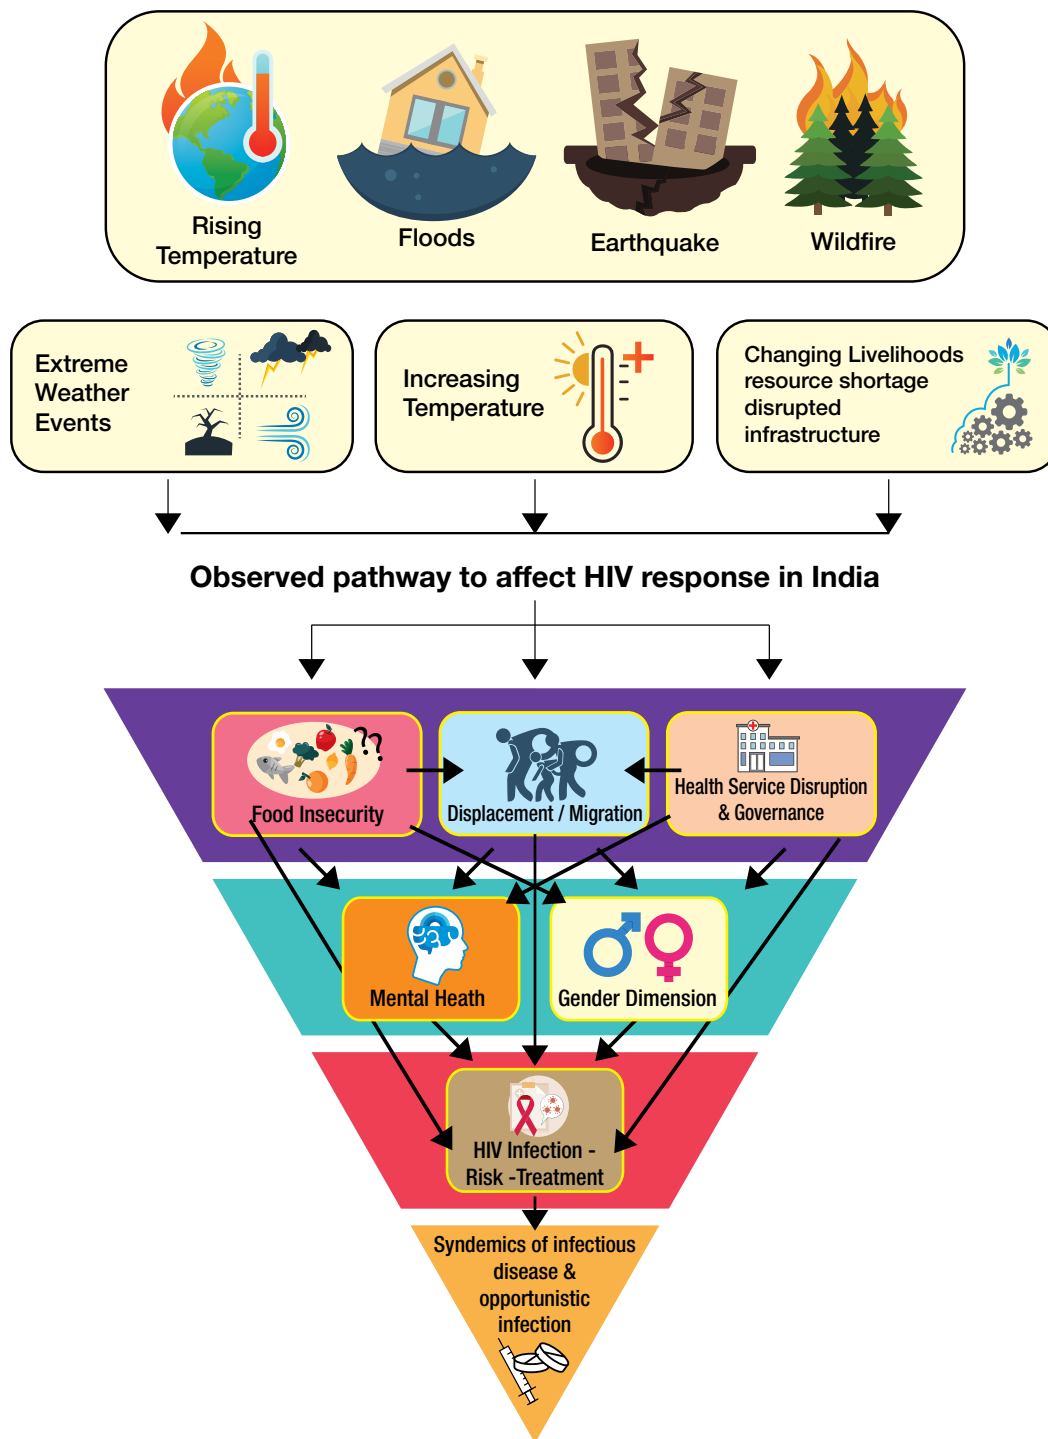 Rising
Temperature
Floods
Earthquake
Wildfire
Extreme
Weather
Events
Increasing
Temperature
Changing Livelihoods
resource shortage
disrupted
infrastructure
Observed pathway to affect HIV response in India
??
Food Insecurity
Displacement / Migration
Health Service Disruption
& Governance
Mental Heath
Gender Dimension
HIV Infection -
Risk -Treatment
Syndemics of infectious
disease &
opportunistic
infection